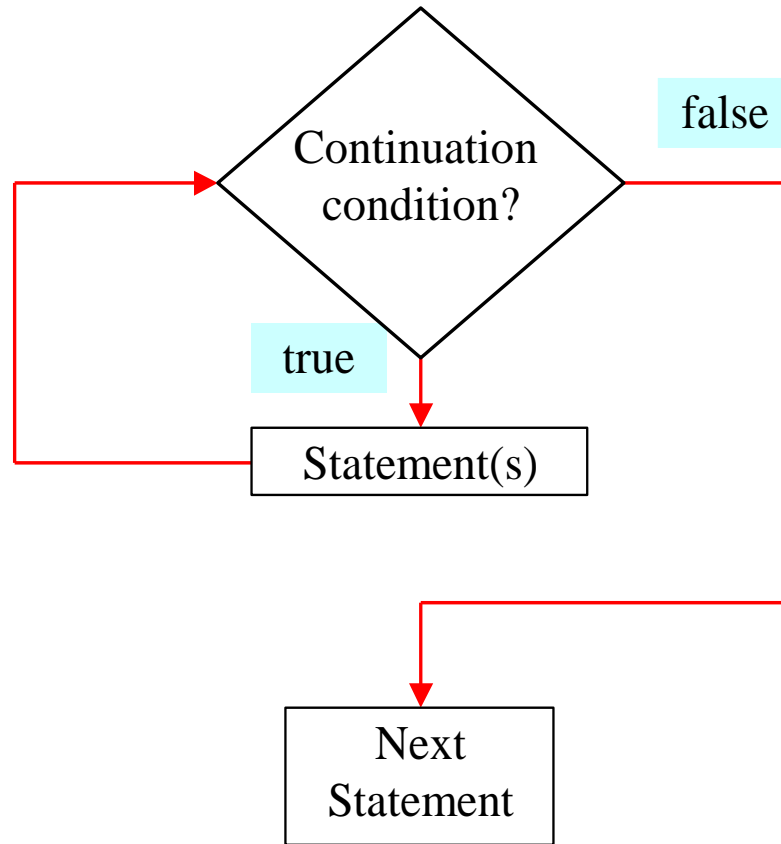 false
Continuation
condition?
true
Statement(s)
Next
Statement